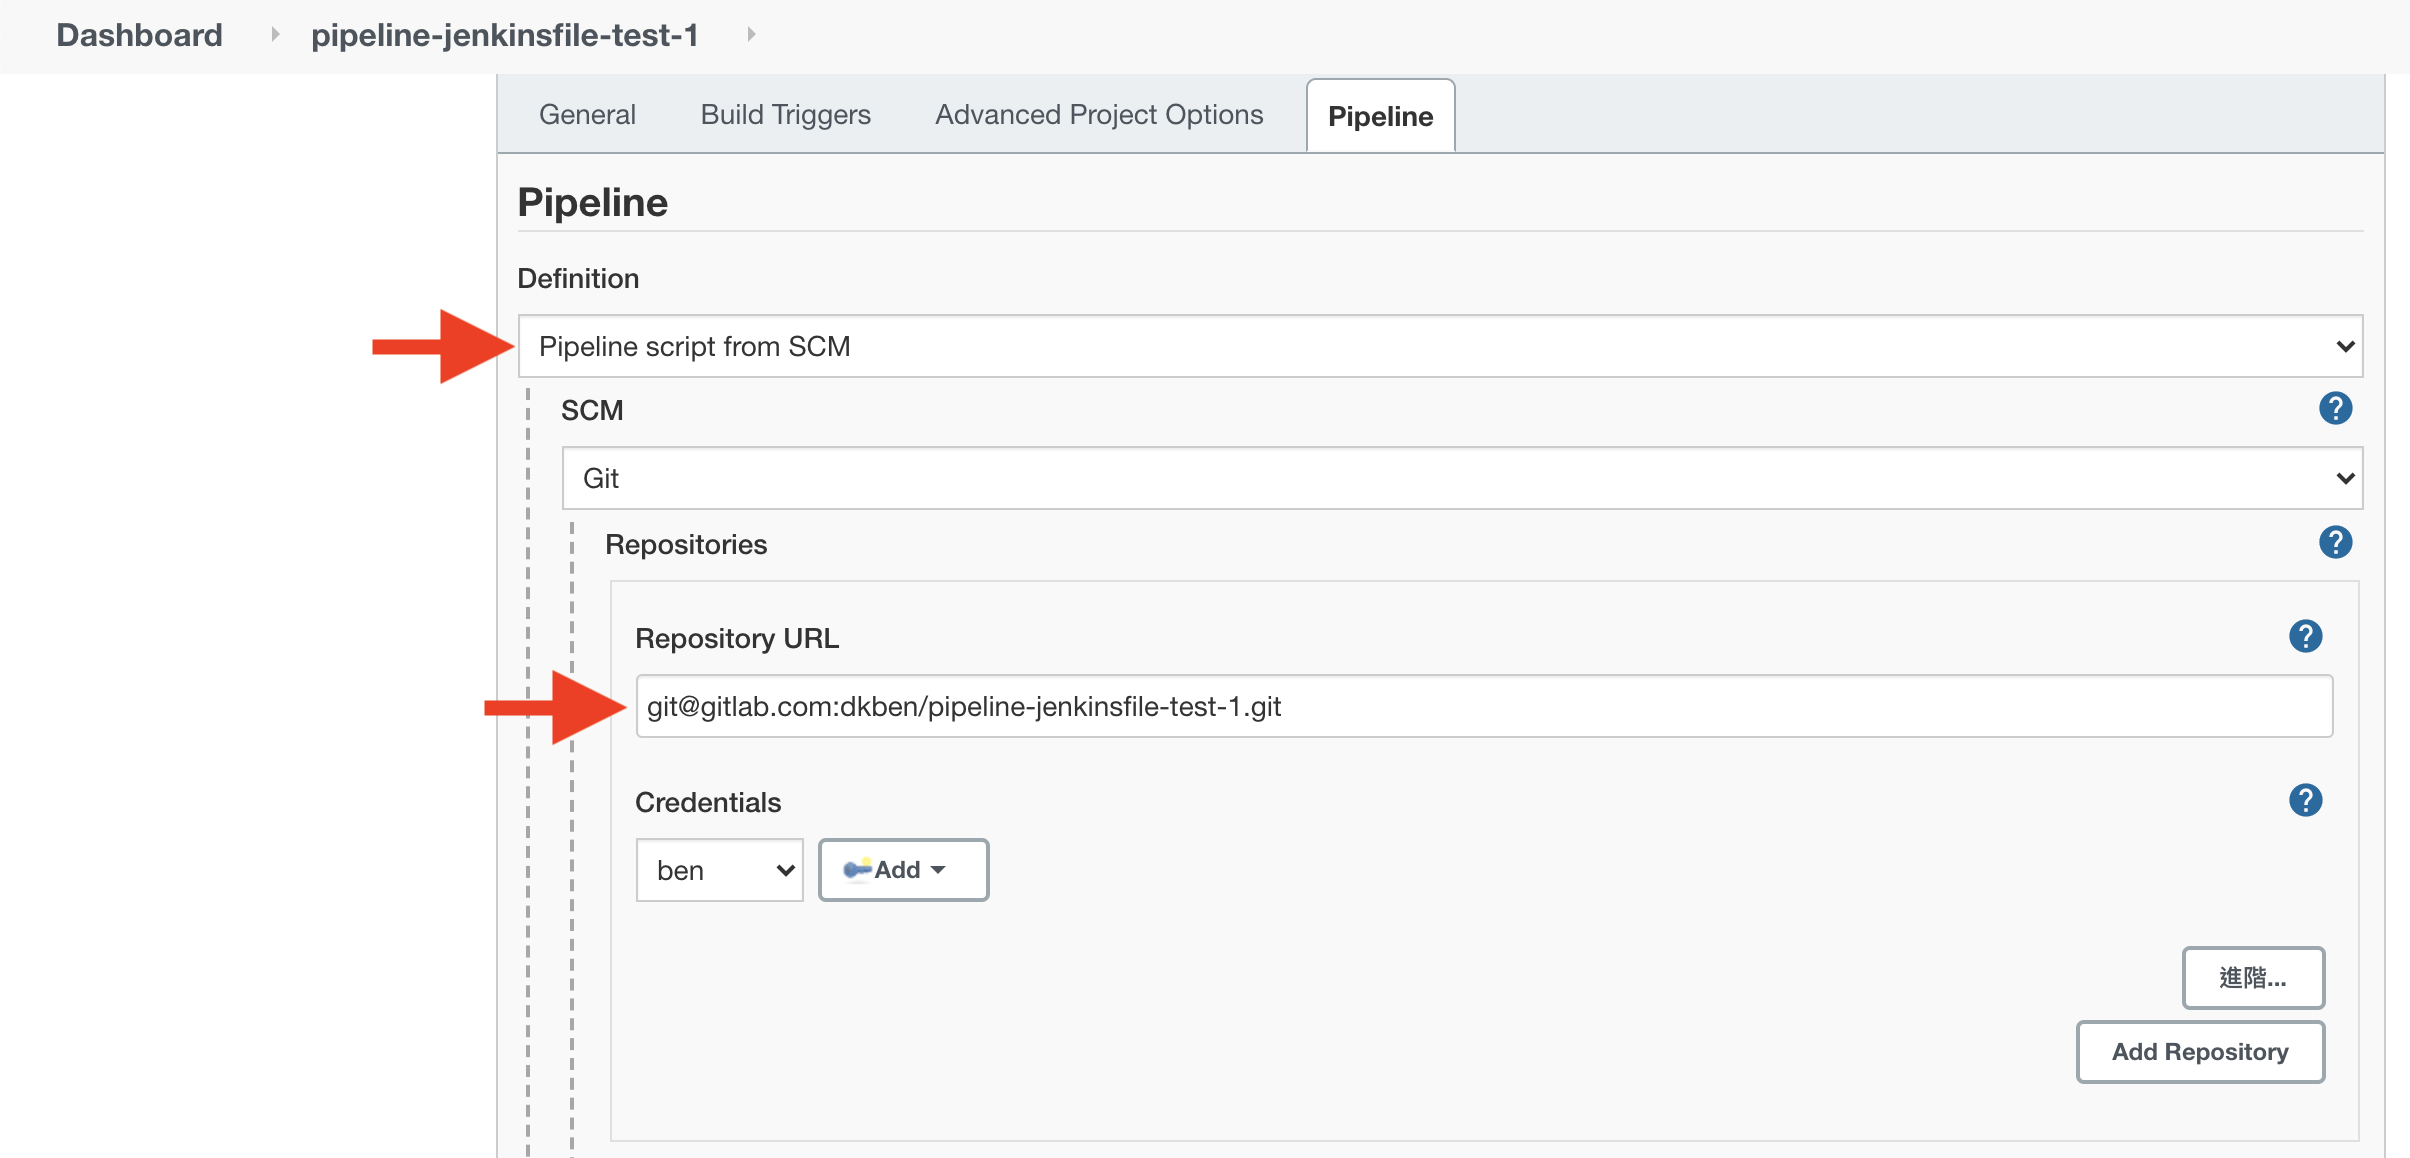 Dashboard pipeline-jenkinsfile-test-1
General Build Triggers Advanced Project Options Pipeline
Pipeline
Definition
Pipeline script from SCM
SCM
?
Git
Repositories
?
Repository URL
?
git@gitlab.com:dkben/pipeline-jenkinsfile-test-1.git
Credentials
?
ben Add
進階...
Add Repository